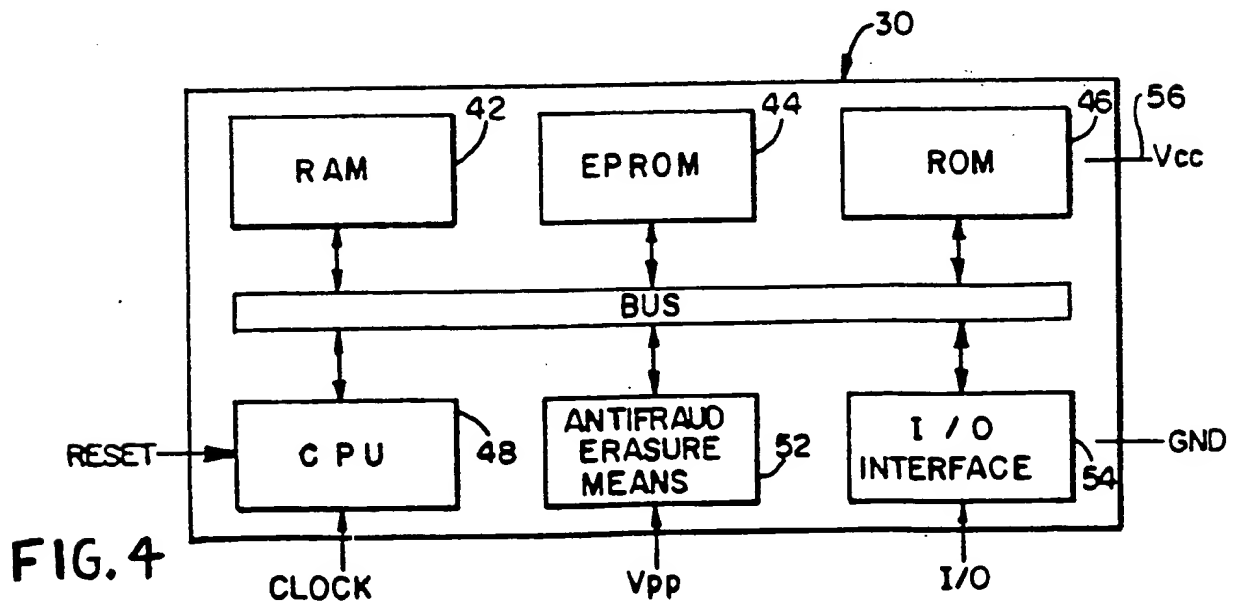 30
42
44
46
56
RAM
EPROM
ROM
Vcc
BUS
RESET
CPU
48
ANTIFRAUD
ERASURE
MEANS
52
I/O
INTERFACE
54
GND
FIG. 4
CLOCK
Vpp
I/O